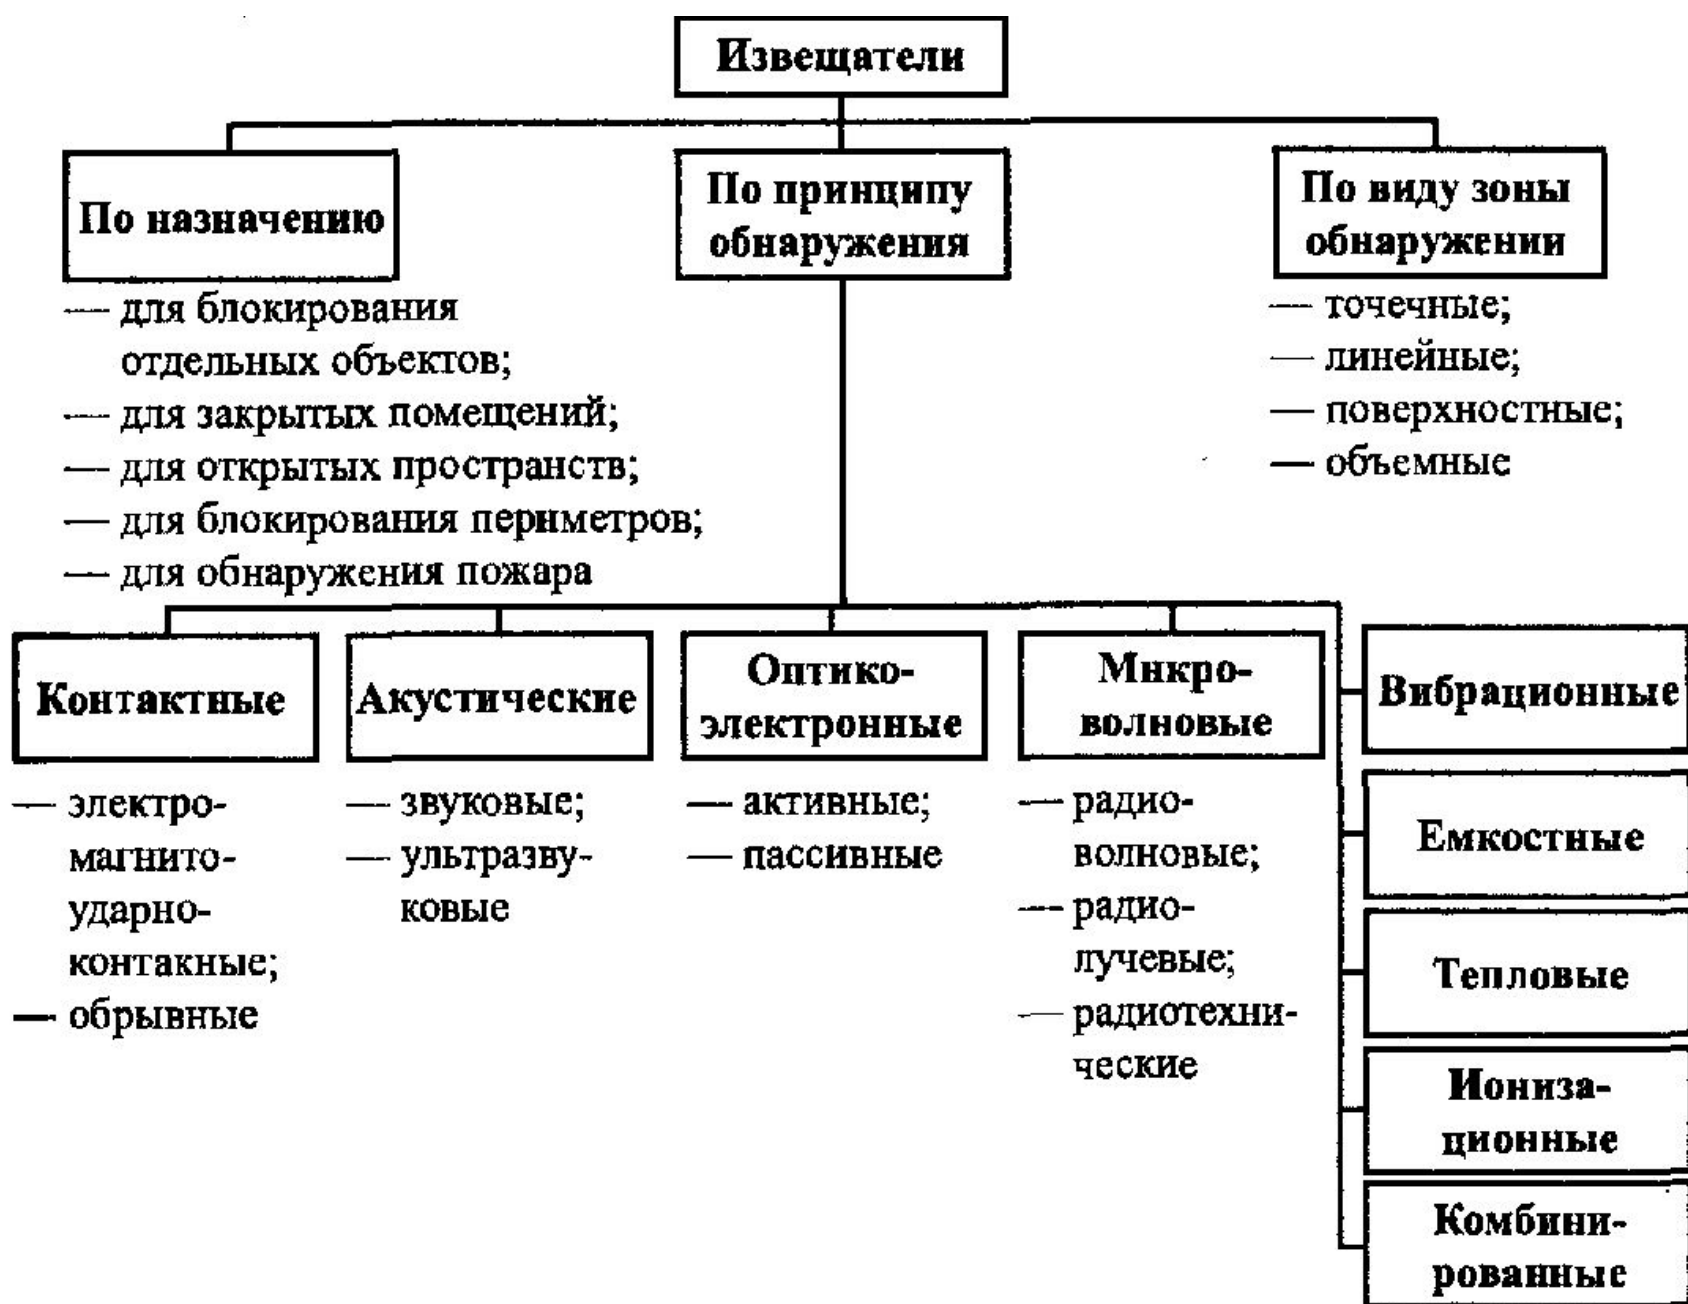 Извещатели
По назначению
— для блокирования
отдельных объектов;
— для закрытых помещений;
— для открытых пространств;
— для блокирования периметров;
— для обнаружения пожара
По принципу
обнаружения
По виду зоны
обнаружении
— точечные;
— линейные;
— поверхностные;
— объемные
Контактные
— электро-
магнито-
ударно-
контакные;
— обрывные
Акустические
— звуковые;
— ультразву-
ковые
Оптико-
электронные
— активные;
— пассивные
Микро-
волновые
— радио-
волновые;
— радио-
лучевые;
— радиотехни-
ческие
Вибрационные
Емкостные
Тепловые
Иониза-
ционные
Комбини-
рованные